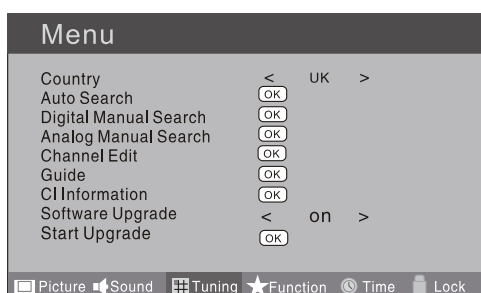 Menu
Country < UK >
Auto Search OK
Digital Manual Search OK
Analog Manual Search OK
Channel Edit OK
Guide OK
CI Information OK
Software Upgrade < on >
Start Upgrade OK
Picture Sound Tuning Function Time Lock